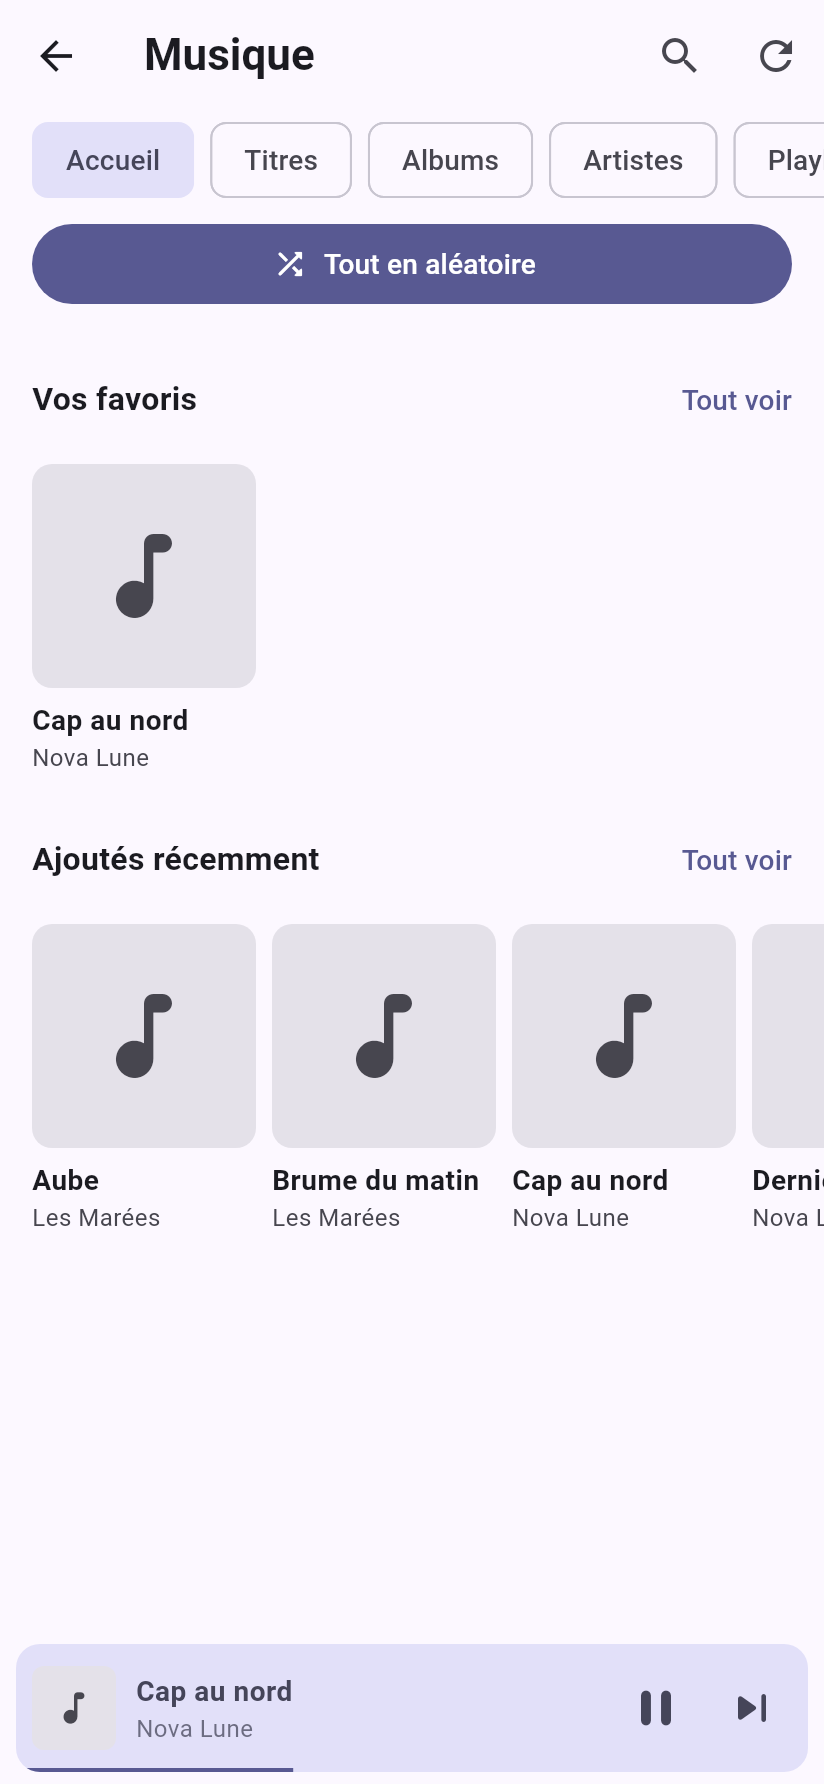 Musique
Accueil
Titres
Albums
Artistes
Tout en aléatoire
Vos favoris
Tout voir
Cap au nord
Nova Lune
Ajoutés récemment
Tout voir
Aube
Les Marées
Brume du matin
Les Marées
Cap au nord
Nova Lune
Nova
Cap au nord
Nova Lune